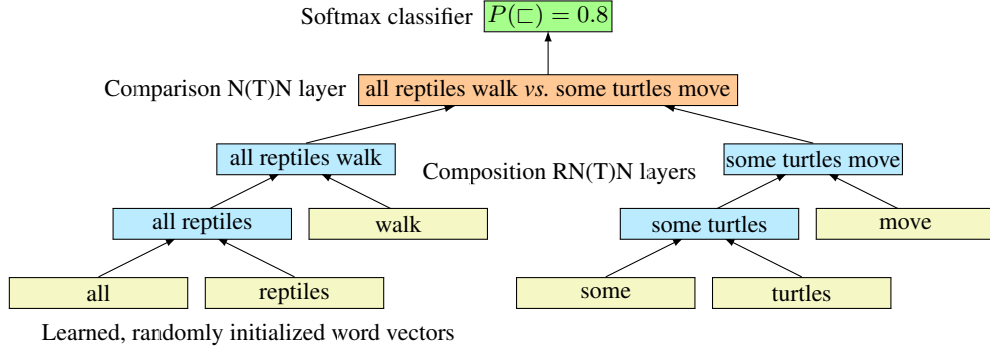 Softmax classifier P(⊏) = 0.8
Comparison N(T)N layer all reptiles walk vs. some turtles move
all reptiles walk
Composition RN(T)N layers
some turtles move
all reptiles
walk
some turtles
move
all
reptiles
some
turtles
Learned, randomly initialized word vectors